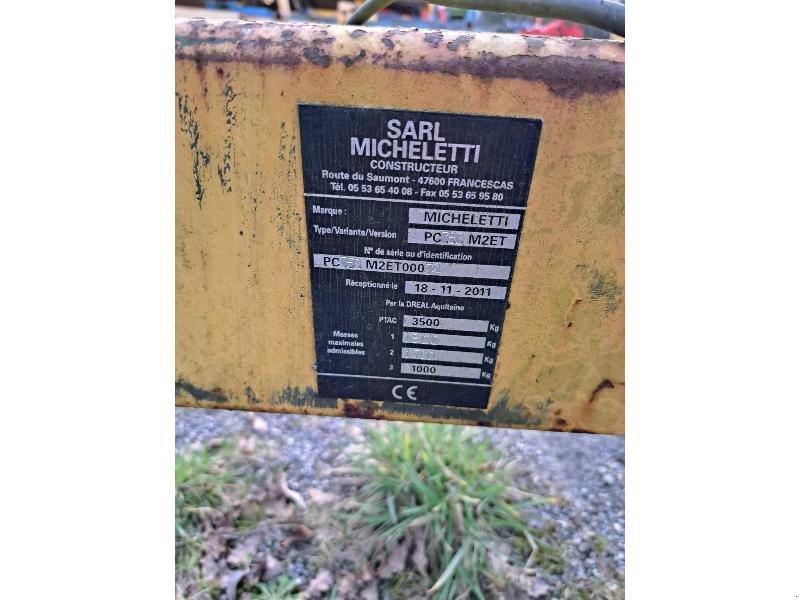 SARL
MICHELETTI
CONSTRUCTEUR
Route du Saumont - 47600 FRANCESCAS
Tél. 05 53 65 40 08 - Fax 05 53 65 95 80
Marque : MICHELETTI
Type/Variante/Version PC M2ET
N° de série ou d'identification
PC M2ET000
Réceptionné le 18 - 11 - 2011
Par la DREAL Aquitaine
PTAC 3500 Kg
Masses maximales admissibles
1 Kg
2 Kg
3 1000 Kg
CE